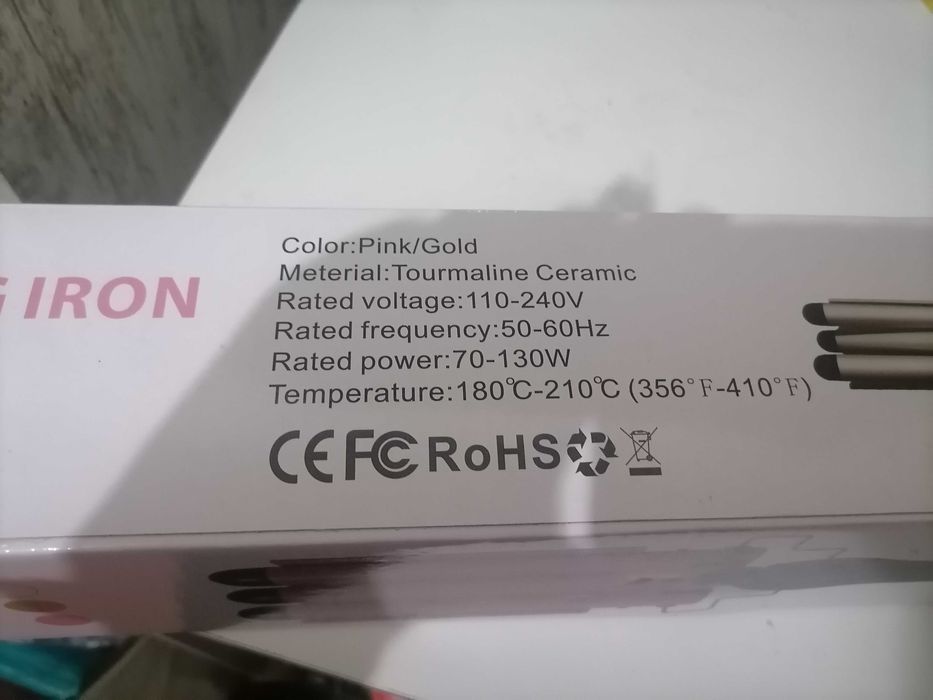 IRON
Color:Pink/Gold
Meterial:Tourmaline Ceramic
Rated voltage:110-240V
Rated frequency:50-60Hz
Rated power:70-130W
Temperature:180℃-210℃ (356°F-410°F)
CE FC RoHS